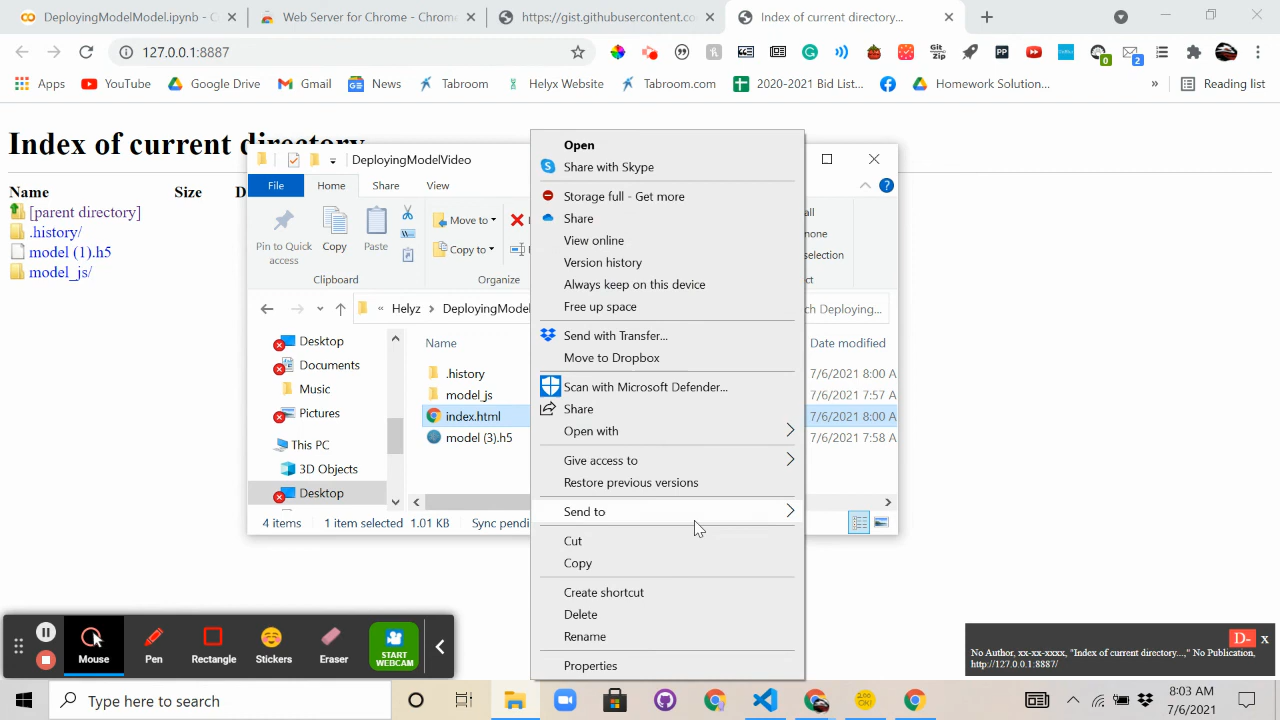 DeployingModelModel.ipynb - C
Web Server for Chrome - Chrome
https://gist.githubusercontent.co
Index of current directory...
127.0.0.1:8887
Git
Zip
PP
0
2
Apps
YouTube
Google Drive
Gmail
News
Tabroom
Helyx Website
Tabroom.com
2020-2021 Bid List...
Homework Solution...
»
Reading list
Index of current directory
Name Size D
[parent directory]
.history/
model (1).h5
model_js/
DeployingModelVideo
File Home Share View
Pin to Quick
access
Copy
Paste
Clipboard
Move to
Copy to
Organize
all
none
selection
« Helyz > DeployingModel
ch Deploying...
Desktop
Documents
Music
Pictures
This PC
3D Objects
Desktop
Name
Date modified
.history
7/6/2021 8:00 A
model_js
7/6/2021 7:57 A
index.html
7/6/2021 8:00 A
model (3).h5
7/6/2021 7:58 A
4 items 1 item selected 1.01 KB Sync pendin
Open
Share with Skype
Storage full - Get more
Share
View online
Version history
Always keep on this device
Free up space
Send with Transfer...
Move to Dropbox
Scan with Microsoft Defender...
Share
Open with
Give access to
Restore previous versions
Send to
Cut
Copy
Create shortcut
Delete
Rename
Properties
Mouse
Pen
Rectangle
Stickers
Eraser
START
WEBCAM
D- x
No Author, xx-xx-xxxx, "Index of current directory...," No Publication,
http://127.0.0.1:8887/
Type here to search
8:03 AM
7/6/2021